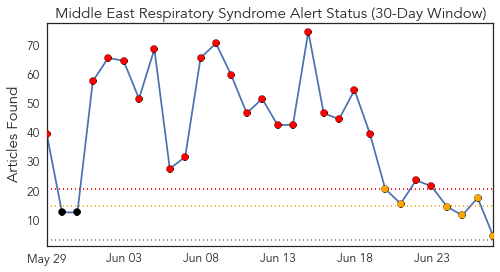 Middle East Respiratory Syndrome Alert Status (30-Day Window)
Articles Found
70
60
50
40
30
20
10
May 29 Jun 03 Jun 08 Jun 13 Jun 18 Jun 23